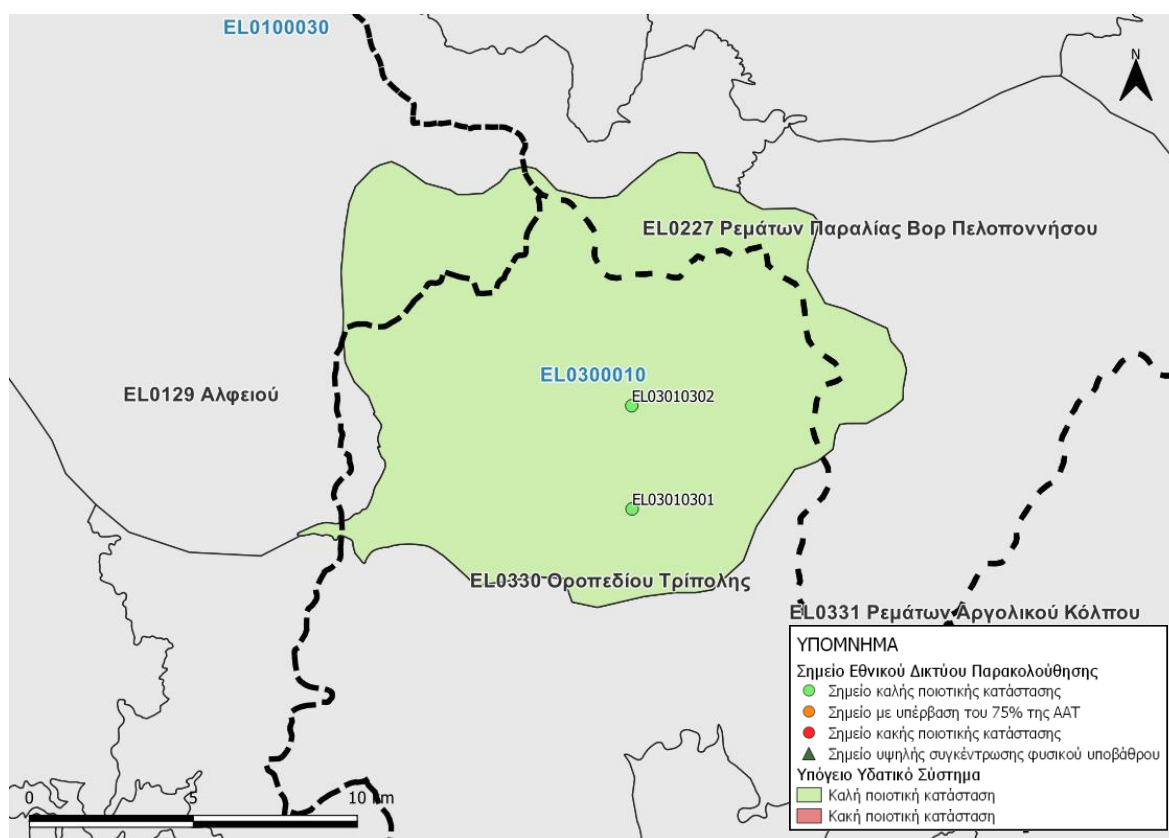 EL0100030
N
EL0227 Ρεμάτων Παραλίας Βορ Πελοποννήσου
EL0300010
EL0129 Αλφειού
EL03010302
EL03010301
EL0330 Οροπεδίου Τρίπολης
EL0331 Ρεμάτων Αργολικού Κόλπου
ΥΠΟΜΝΗΜΑ
Σημείο Εθνικού Δικτύου Παρακολούθησης
Σημείο καλής ποιοτικής κατάστασης
Σημείο με υπέρβαση του 75% της ΑΑΤ
Σημείο κακής ποιοτικής κατάστασης
Σημείο υψηλής συγκέντρωσης φυσικού υποβάθρου
Υπόγειο Υδατικό Σύστημα
Καλή ποιοτική κατάσταση
Κακή ποιοτική κατάσταση
0 5 10 km